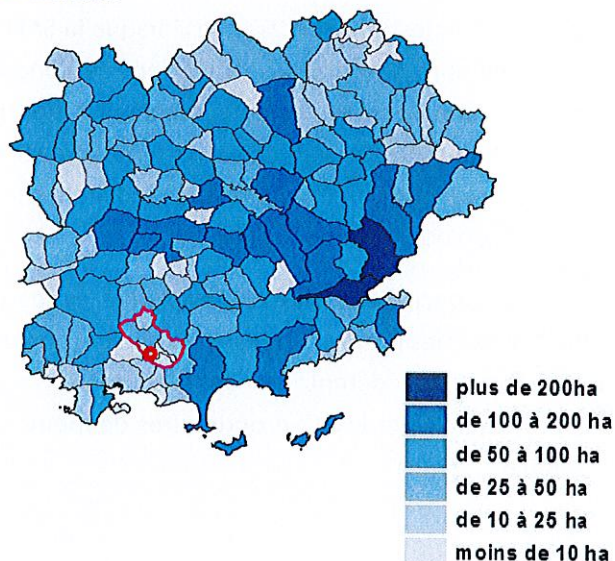 plus de 200ha
de 100 à 200 ha
de 50 à 100 ha
de 25 à 50 ha
de 10 à 25 ha
moins de 10 ha